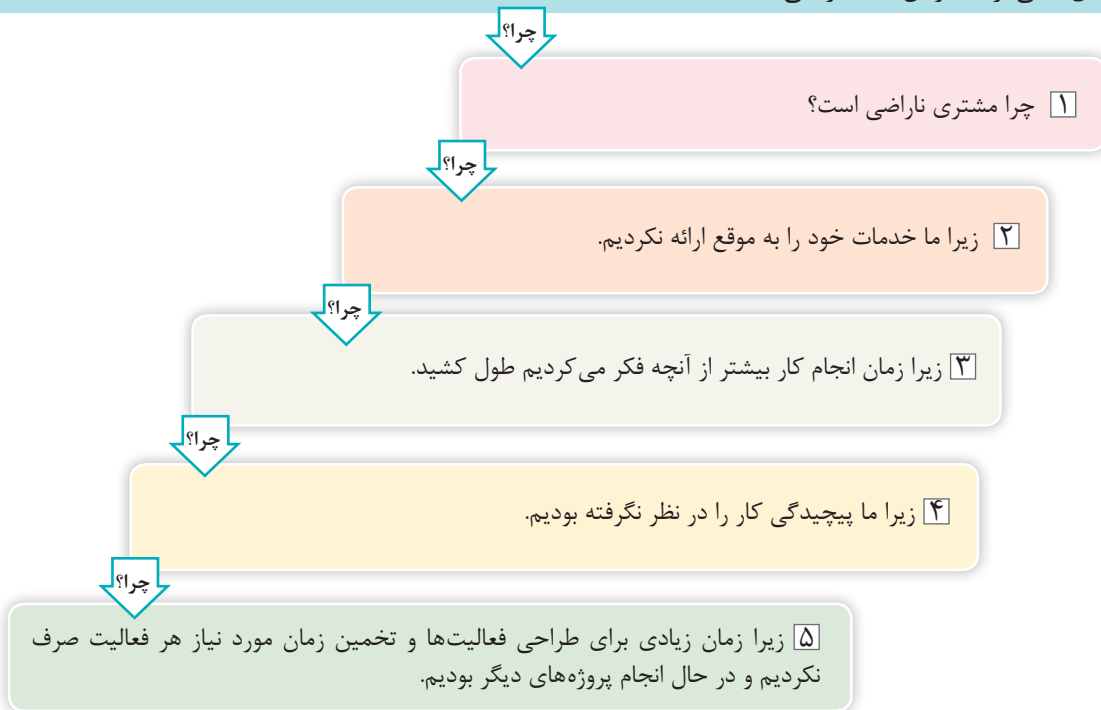 چرا؟
۱ چرا مشتری ناراضی است؟
چرا؟
۲ زیرا ما خدمات خود را به موقع ارائه نکردیم.
چرا؟
۳ زیرا زمان انجام کار بیشتر از آنچه فکر می‌کردیم طول کشید.
چرا؟
۴ زیرا ما پیچیدگی کار را در نظر نگرفته بودیم.
چرا؟
۵ زیرا زمان زیادی برای طراحی فعالیت‌ها و تخمین زمان مورد نیاز هر فعالیت صرف
نکردیم و در حال انجام پروژه‌های دیگر بودیم.